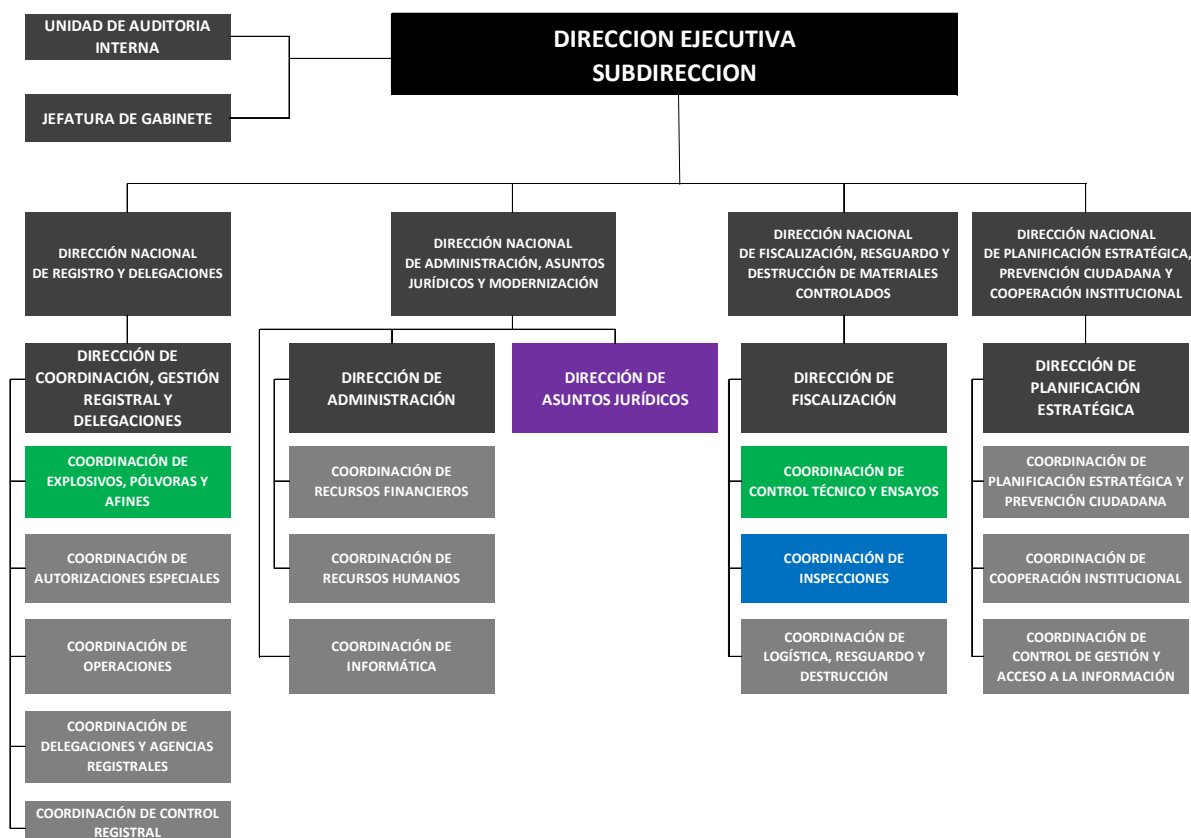 UNIDAD DE AUDITORIA
INTERNA
DIRECCION EJECUTIVA
SUBDIRECCION
JEFATURA DE GABINETE
DIRECCIÓN NACIONAL
DE REGISTRO Y DELEGACIONES
DIRECCIÓN NACIONAL
DE ADMINISTRACIÓN, ASUNTOS
JURÍDICOS Y MODERNIZACIÓN
DIRECCIÓN NACIONAL
DE FISCALIZACIÓN, RESGUARDO Y
DESTRUCCIÓN DE MATERIALES
CONTROLADOS
DIRECCIÓN NACIONAL
DE PLANIFICACIÓN ESTRATÉGICA,
PREVENCIÓN CIUDADANA Y
COOPERACIÓN INSTITUCIONAL
DIRECCIÓN DE
COORDINACIÓN, GESTIÓN
REGISTRAL Y
DELEGACIONES
DIRECCIÓN DE
ADMINISTRACIÓN
DIRECCIÓN DE
ASUNTOS JURÍDICOS
DIRECCIÓN DE
FISCALIZACIÓN
DIRECCIÓN DE
PLANIFICACIÓN
ESTRATÉGICA
COORDINACIÓN DE
EXPLOSIVOS, PÓLVORAS Y
AFINES
COORDINACIÓN DE
RECURSOS FINANCIEROS
COORDINACIÓN DE
CONTROL TÉCNICO Y ENSAYOS
COORDINACIÓN DE
PLANIFICACIÓN ESTRATÉGICA Y
PREVENCIÓN CIUDADANA
COORDINACIÓN DE
AUTORIZACIONES ESPECIALES
COORDINACIÓN DE
RECURSOS HUMANOS
COORDINACIÓN DE
INSPECCIONES
COORDINACIÓN DE
COOPERACIÓN INSTITUCIONAL
COORDINACIÓN DE
OPERACIONES
COORDINACIÓN DE
INFORMÁTICA
COORDINACIÓN DE
LOGÍSTICA, RESGUARDO Y
DESTRUCCIÓN
COORDINACIÓN DE
CONTROL DE GESTIÓN Y
ACCESO A LA INFORMACIÓN
COORDINACIÓN DE
DELEGACIONES Y AGENCIAS
REGISTRALES
COORDINACIÓN DE CONTROL
REGISTRAL